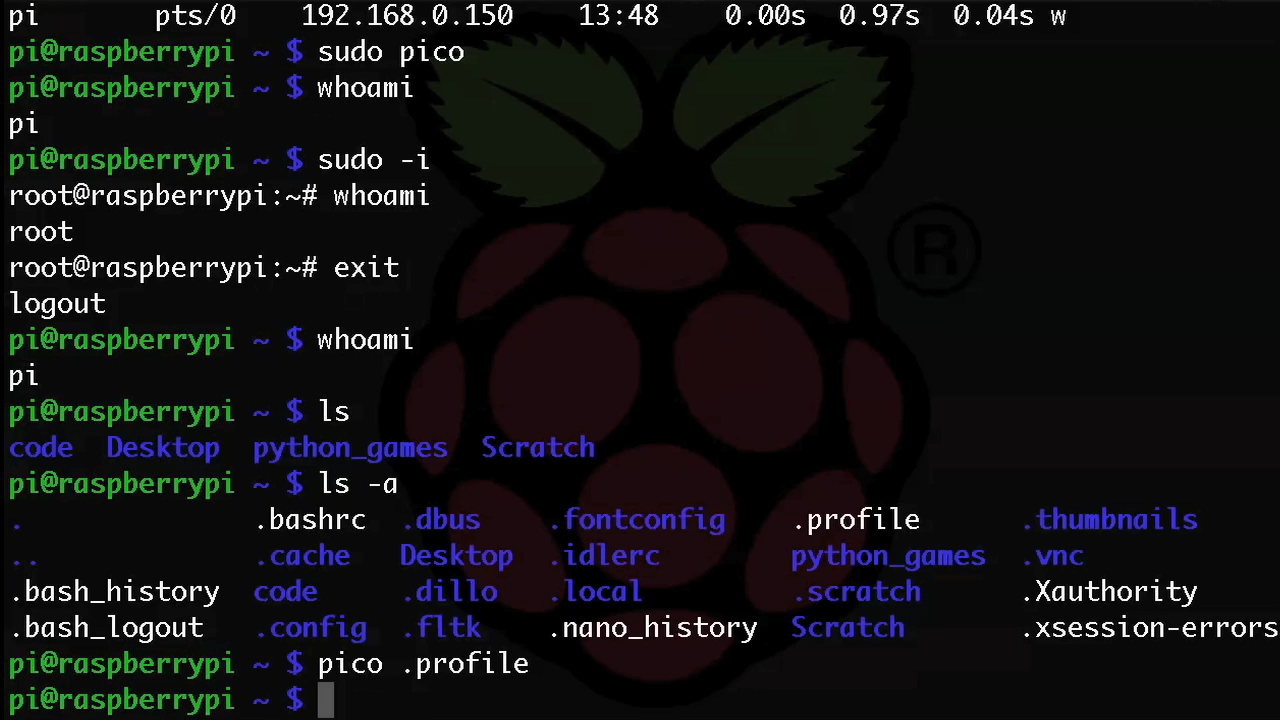 pi pts/0 192.168.0.150 13:48 0.00s 0.97s 0.04s w
pi@raspberrypi ~ $ sudo pico
pi@raspberrypi ~ $ whoami
pi
pi@raspberrypi ~ $ sudo -i
root@raspberrypi:~# whoami
root
root@raspberrypi:~# exit
logout
pi@raspberrypi ~ $ whoami
pi
pi@raspberrypi ~ $ ls
code Desktop python_games Scratch
pi@raspberrypi ~ $ ls -a
. .bashrc .dbus .fontconfig .profile .thumbnails
.. .cache Desktop .idlerc python_games .vnc
.bash_history code .dillo .local .scratch .Xauthority
.bash_logout .config .fltk .nano_history Scratch .xsession-errors
pi@raspberrypi ~ $ pico .profile
pi@raspberrypi ~ $
®